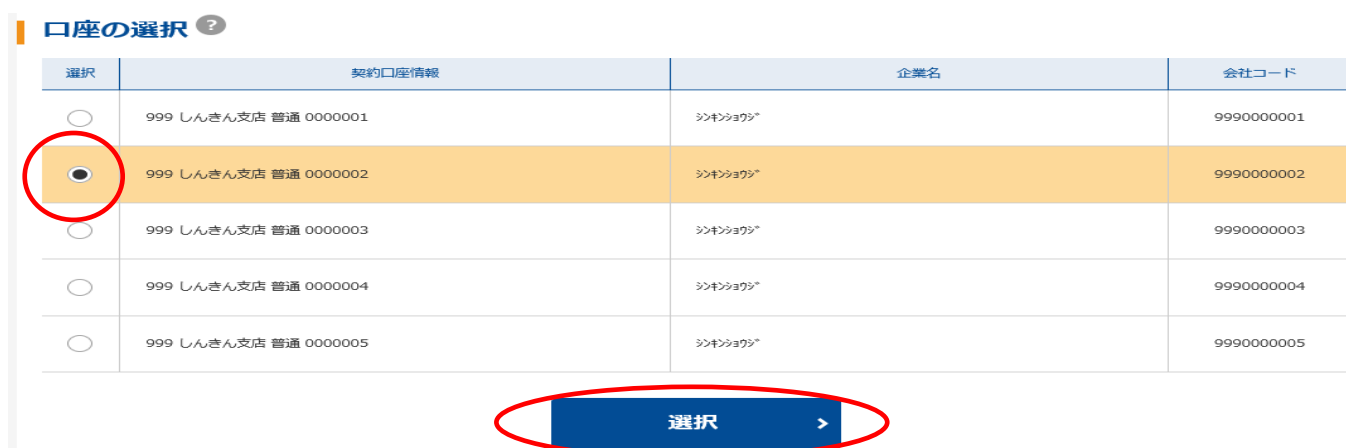 口座の選択 ?
選択 契約口座情報 企業名 会社コード
999 しんきん支店 普通 0000001 ｼﾝｷﾝｼｮｳｼﾞ 9990000001
999 しんきん支店 普通 0000002 ｼﾝｷﾝｼｮｳｼﾞ 9990000002
999 しんきん支店 普通 0000003 ｼﾝｷﾝｼｮｳｼﾞ 9990000003
999 しんきん支店 普通 0000004 ｼﾝｷﾝｼｮｳｼﾞ 9990000004
999 しんきん支店 普通 0000005 ｼﾝｷﾝｼｮｳｼﾞ 9990000005
選択 >